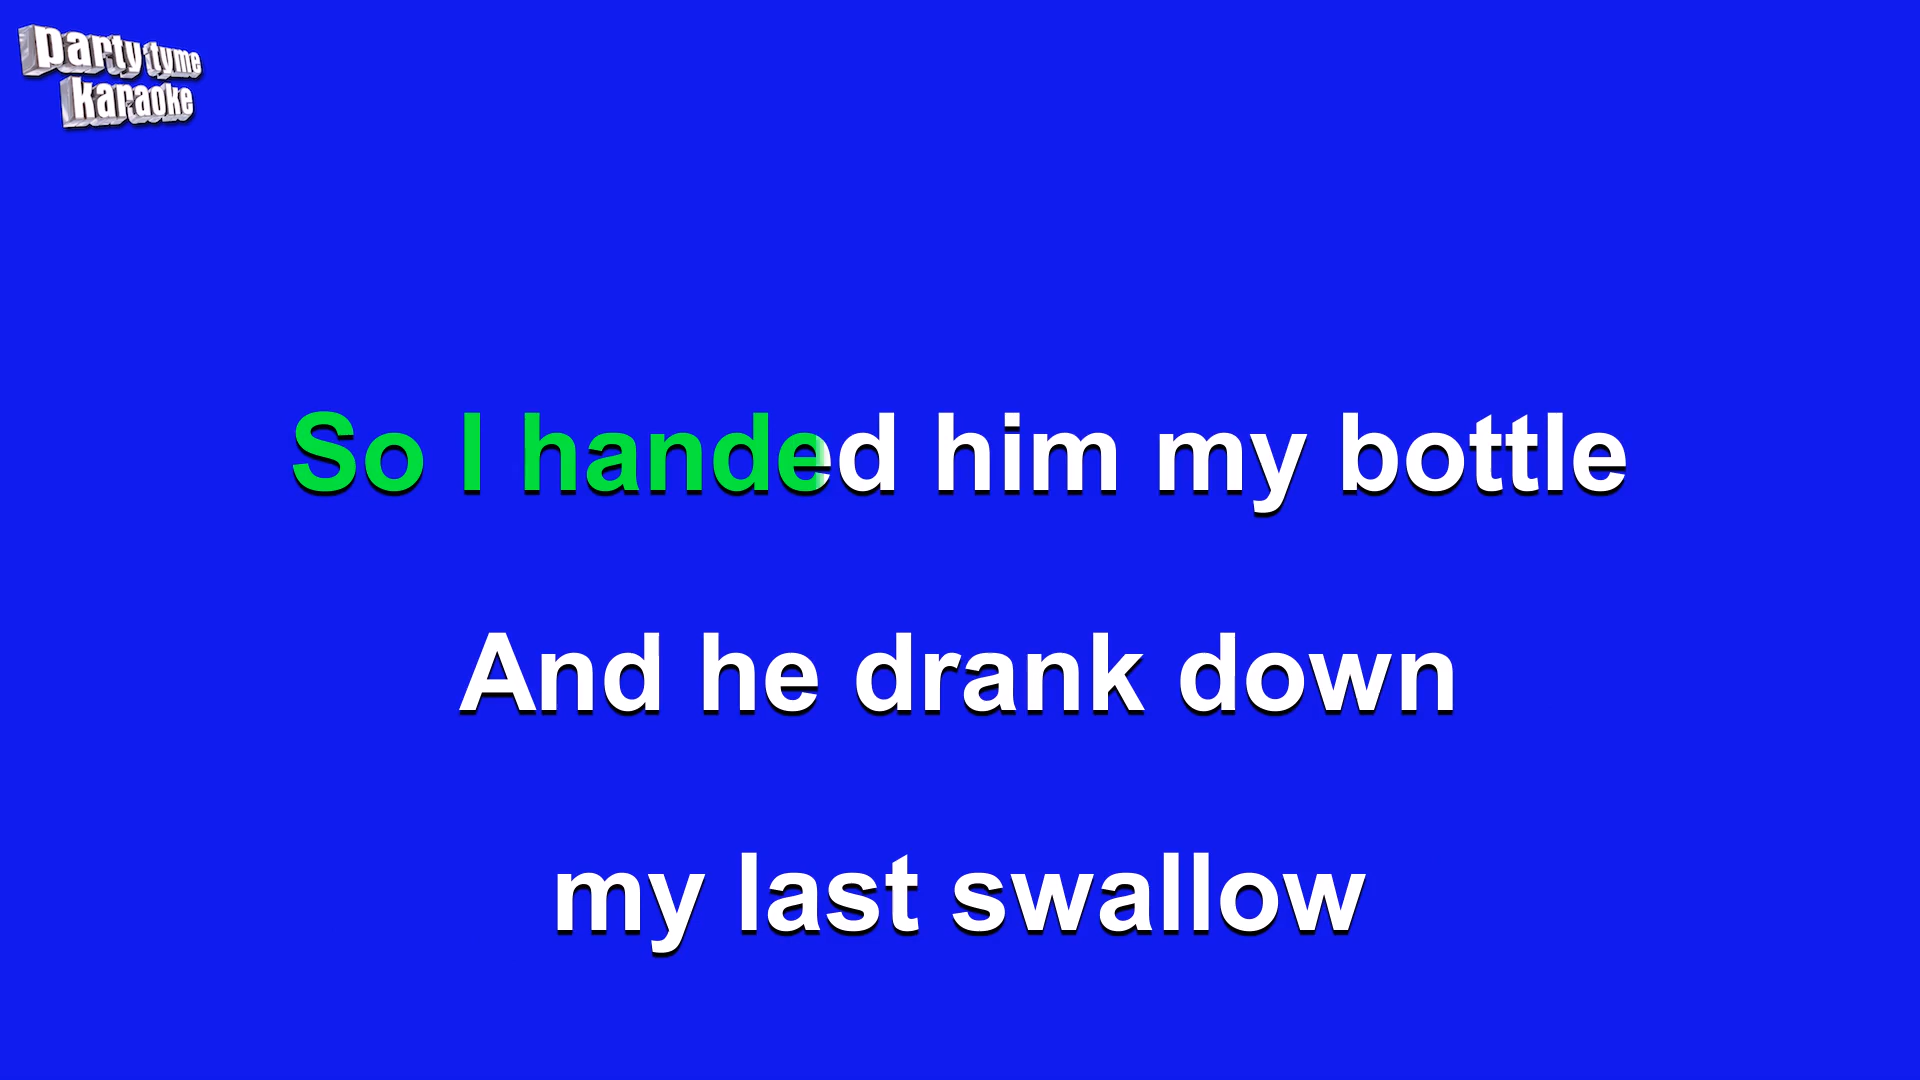 party tyme
karaoke
So I handed him my bottle
And he drank down
my last swallow